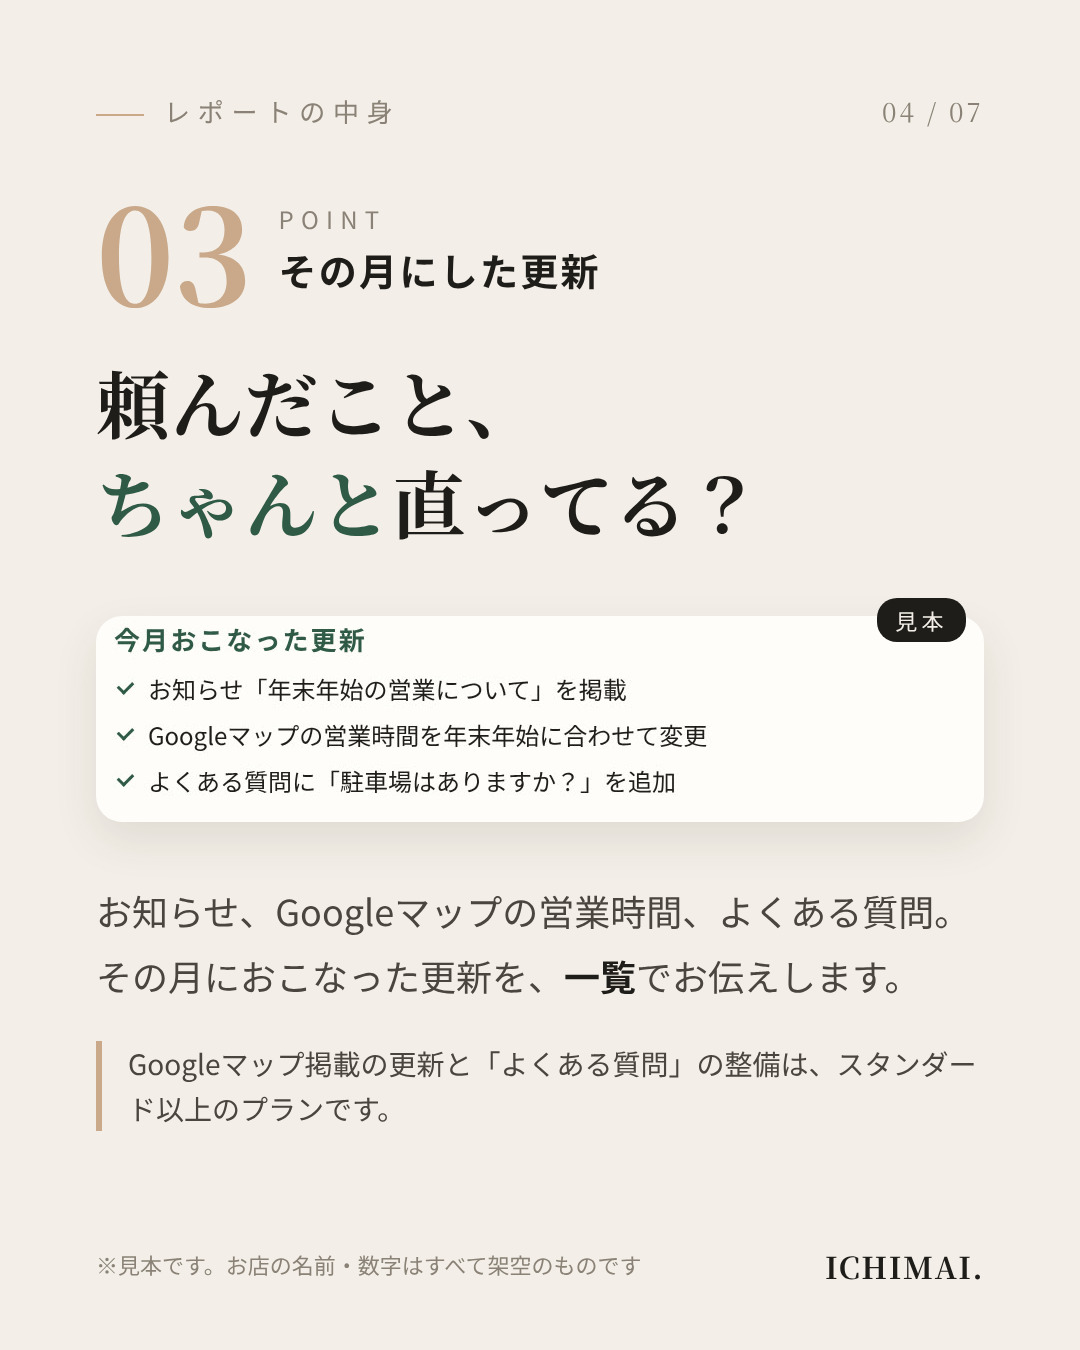 レポートの中身
04 / 07
03
POINT
その月にした更新
頼んだこと、
ちゃんと直ってる？
見本
今月おこなった更新
お知らせ「年末年始の営業について」を掲載
Googleマップの営業時間を年末年始に合わせて変更
よくある質問に「駐車場はありますか？」を追加
お知らせ、Googleマップの営業時間、よくある質問。
その月におこなった更新を、一覧でお伝えします。
Googleマップ掲載の更新と「よくある質問」の整備は、スタンダー
ド以上のプランです。
※見本です。お店の名前・数字はすべて架空のものです
ICHIMAI.